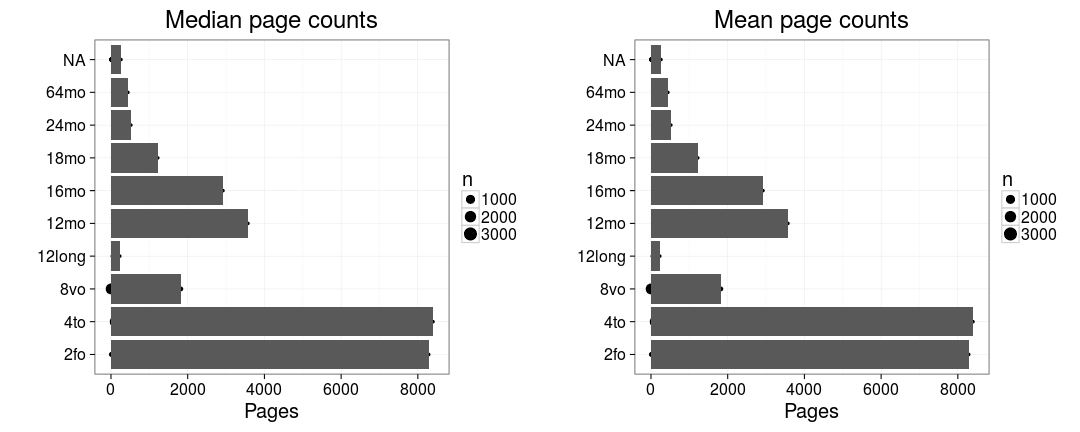 Median page counts
NA
64mo
24mo
18mo
16mo
12mo
12long
8vo
4to
2fo
0 2000 4000 6000 8000
Pages
n
1000
2000
3000
Mean page counts
NA
64mo
24mo
18mo
16mo
12mo
12long
8vo
4to
2fo
0 2000 4000 6000 8000
Pages
n
1000
2000
3000